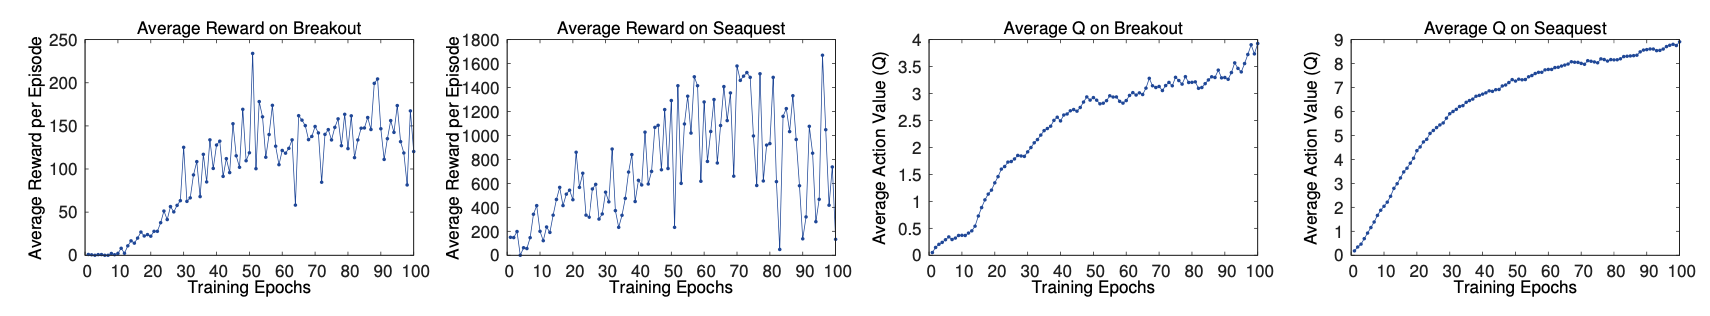 Average Reward on Breakout
Average Reward per Episode
250
200
150
100
50
0
0 10 20 30 40 50 60 70 80 90 100
Training Epochs
Average Reward on Seaquest
Average Reward per Episode
1800
1600
1400
1200
1000
800
600
400
200
0
0 10 20 30 40 50 60 70 80 90 100
Training Epochs
Average Q on Breakout
Average Action Value (Q)
4
3.5
3
2.5
2
1.5
1
0.5
0
0 10 20 30 40 50 60 70 80 90 100
Training Epochs
Average Q on Seaquest
Average Action Value (Q)
9
8
7
6
5
4
3
2
1
0
0 10 20 30 40 50 60 70 80 90 100
Training Epochs